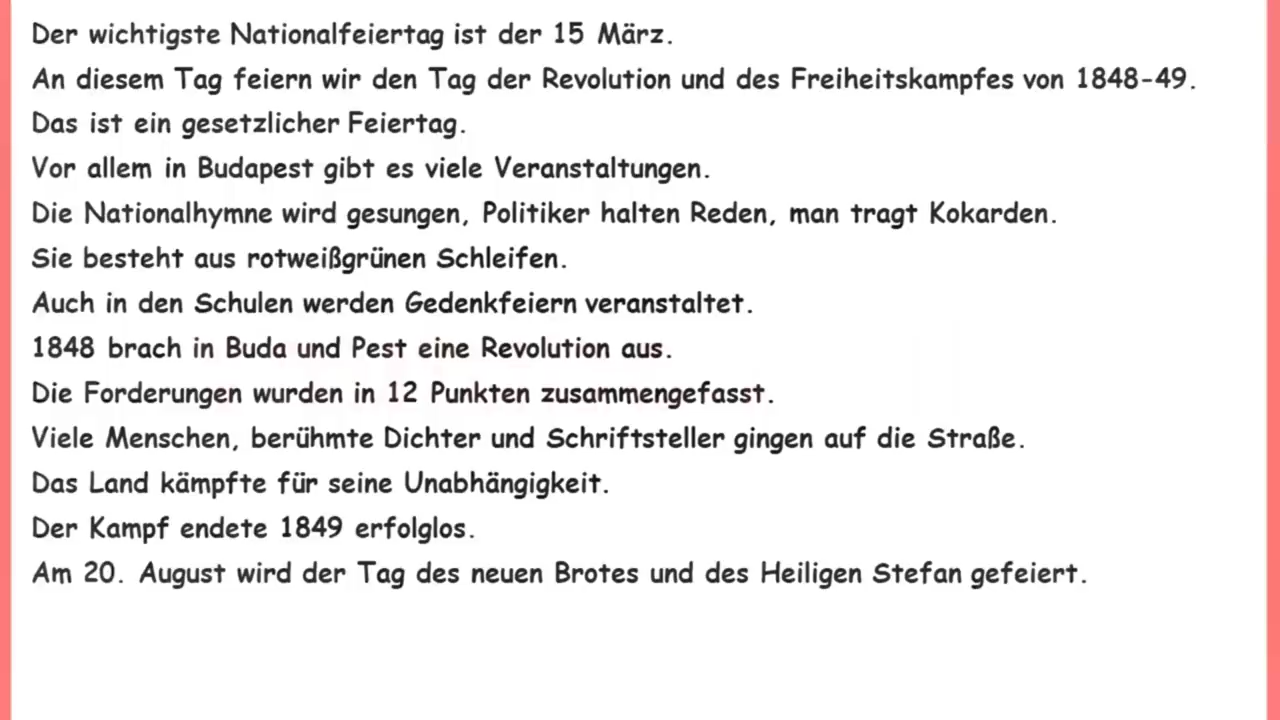 Der wichtigste Nationalfeiertag ist der 15 März.
An diesem Tag feiern wir den Tag der Revolution und des Freiheitskampfes von 1848-49.
Das ist ein gesetzlicher Feiertag.
Vor allem in Budapest gibt es viele Veranstaltungen.
Die Nationalhymne wird gesungen, Politiker halten Reden, man tragt Kokarden.
Sie besteht aus rotweißgrünen Schleifen.
Auch in den Schulen werden Gedenkfeiern veranstaltet.
1848 brach in Buda und Pest eine Revolution aus.
Die Forderungen wurden in 12 Punkten zusammengefasst.
Viele Menschen, berühmte Dichter und Schriftsteller gingen auf die Straße.
Das Land kämpfte für seine Unabhängigkeit.
Der Kampf endete 1849 erfolglos.
Am 20. August wird der Tag des neuen Brotes und des Heiligen Stefan gefeiert.